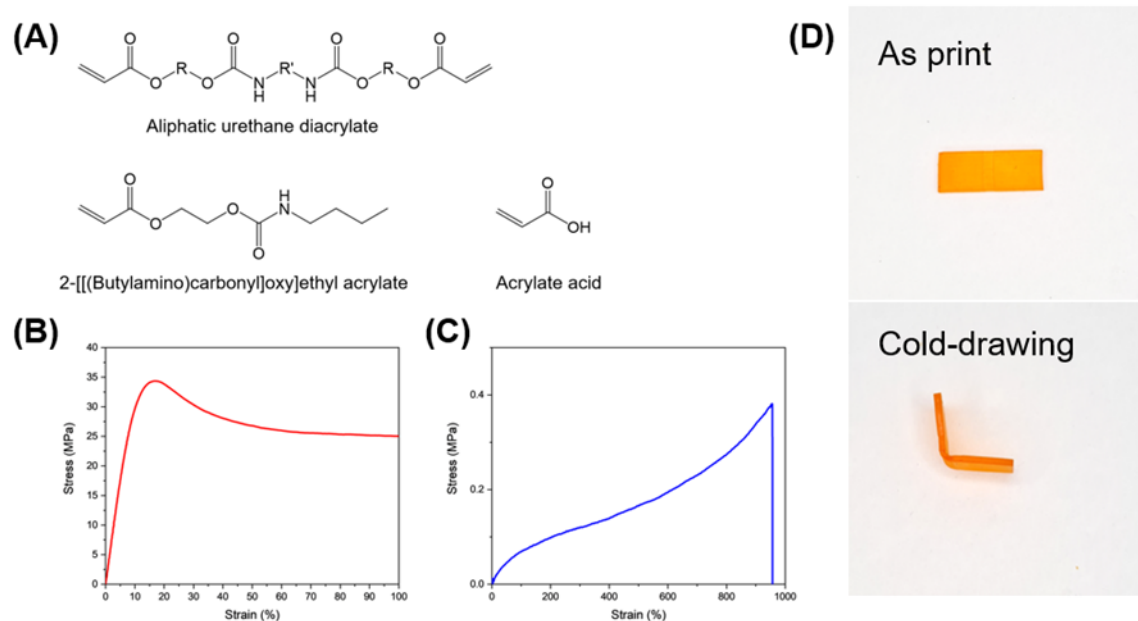 (A)
O O O O
O R O N R' N O R O
H H
Aliphatic urethane diacrylate
O H
O O N
O
2-[[(Butylamino)carbonyl]oxy]ethyl acrylate
O
OH
Acrylate acid
(B)
40
35
30
25
20
15
10
5
0
Stress (MPa)
0 10 20 30 40 50 60 70 80 90 100
Strain (%)
(C)
0.4
0.2
0.0
Stress (MPa)
0 200 400 600 800 1000
Strain (%)
(D)
As print
Cold-drawing